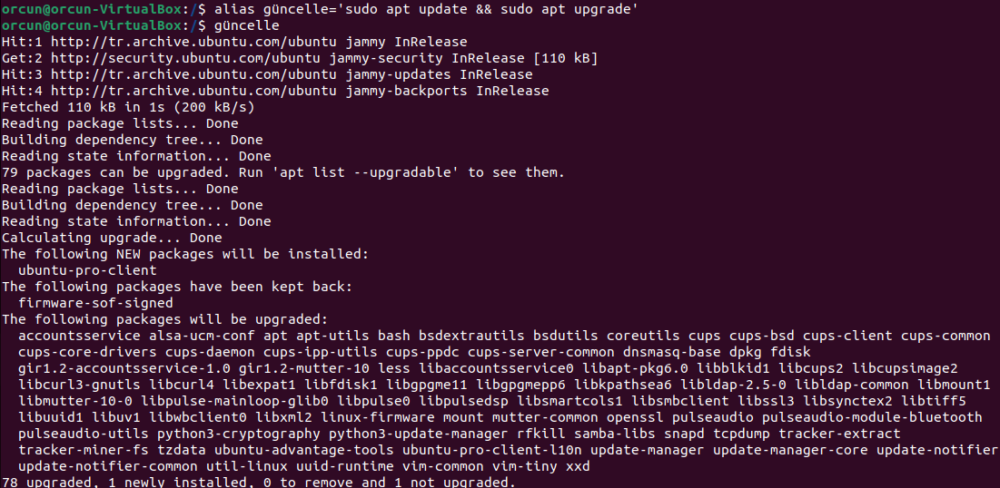 orcun@orcun-VirtualBox:/$ alias güncelle='sudo apt update && sudo apt upgrade'
orcun@orcun-VirtualBox:/$ güncelle
Hit:1 http://tr.archive.ubuntu.com/ubuntu jammy InRelease
Get:2 http://security.ubuntu.com/ubuntu jammy-security InRelease [110 kB]
Hit:3 http://tr.archive.ubuntu.com/ubuntu jammy-updates InRelease
Hit:4 http://tr.archive.ubuntu.com/ubuntu jammy-backports InRelease
Fetched 110 kB in 1s (200 kB/s)
Reading package lists... Done
Building dependency tree... Done
Reading state information... Done
79 packages can be upgraded. Run 'apt list --upgradable' to see them.
Reading package lists... Done
Building dependency tree... Done
Reading state information... Done
Calculating upgrade... Done
The following NEW packages will be installed:
  ubuntu-pro-client
The following packages have been kept back:
  firmware-sof-signed
The following packages will be upgraded:
  accountsservice alsa-ucm-conf apt apt-utils bash bsdextrautils bsdutils coreutils cups cups-bsd cups-client cups-common
  cups-core-drivers cups-daemon cups-ipp-utils cups-ppdc cups-server-common dnsmasq-base dpkg fdisk
  gir1.2-accountsservice-1.0 gir1.2-mutter-10 less libaccountsservice0 libapt-pkg6.0 libblkid1 libcups2 libcupsimage2
  libcurl3-gnutls libcurl4 libexpat1 libfdisk1 libgpgme11 libgpgmepp6 libkpathsea6 libldap-2.5-0 libldap-common libmount1
  libmutter-10-0 libpulse-mainloop-glib0 libpulse0 libpulsedsp libsmartcols1 libsmbclient libssl3 libsynctex2 libtiff5
  libuuid1 libuv1 libwbclient0 libxml2 linux-firmware mount mutter-common openssl pulseaudio pulseaudio-module-bluetooth
  pulseaudio-utils python3-cryptography python3-update-manager rfkill samba-libs snapd tcpdump tracker-extract
  tracker-miner-fs tzdata ubuntu-advantage-tools ubuntu-pro-client-l10n update-manager update-manager-core update-notifier
  update-notifier-common util-linux uuid-runtime vim-common vim-tiny xxd
78 upgraded, 1 newly installed, 0 to remove and 1 not upgraded.